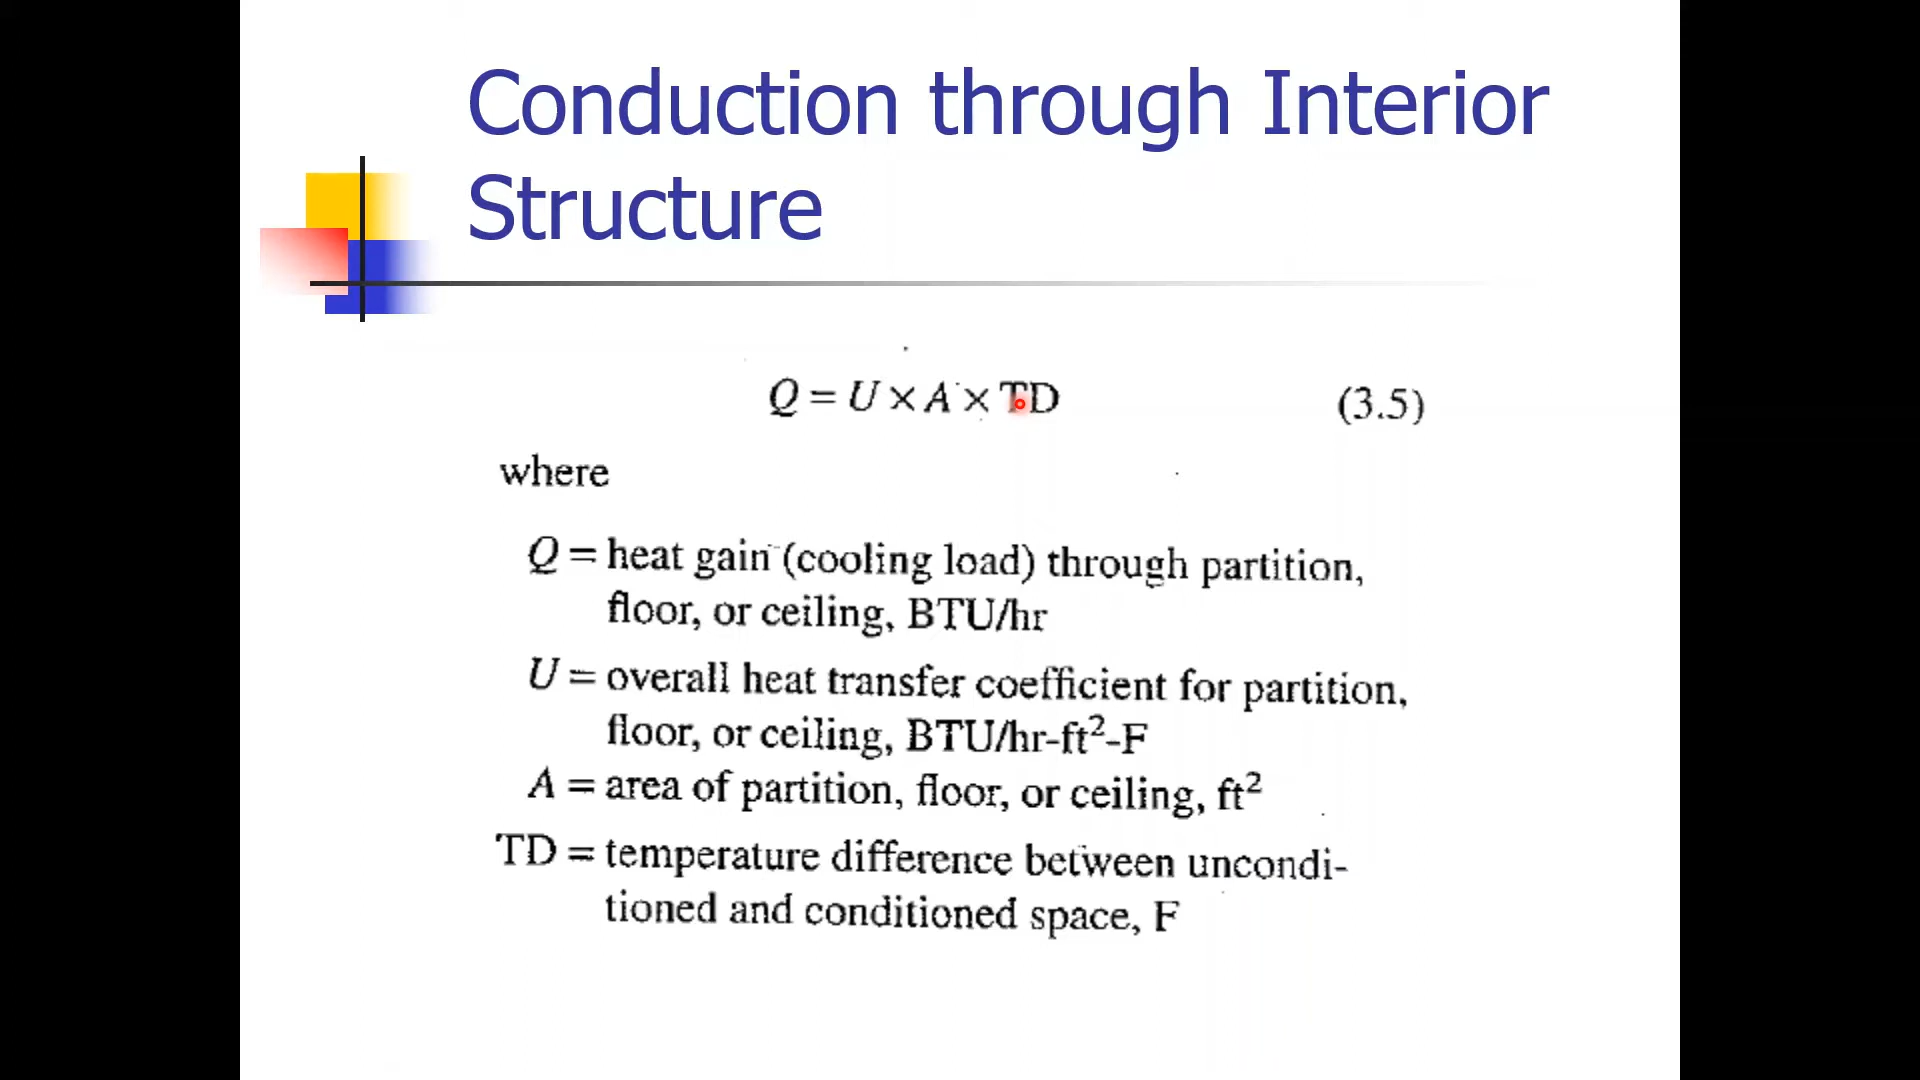 Conduction through Interior
Structure
Q = U × A × TD (3.5)
where
Q = heat gain (cooling load) through partition,
floor, or ceiling, BTU/hr
U = overall heat transfer coefficient for partition,
floor, or ceiling, BTU/hr-ft²-F
A = area of partition, floor, or ceiling, ft²
TD = temperature difference between uncondi-
tioned and conditioned space, F